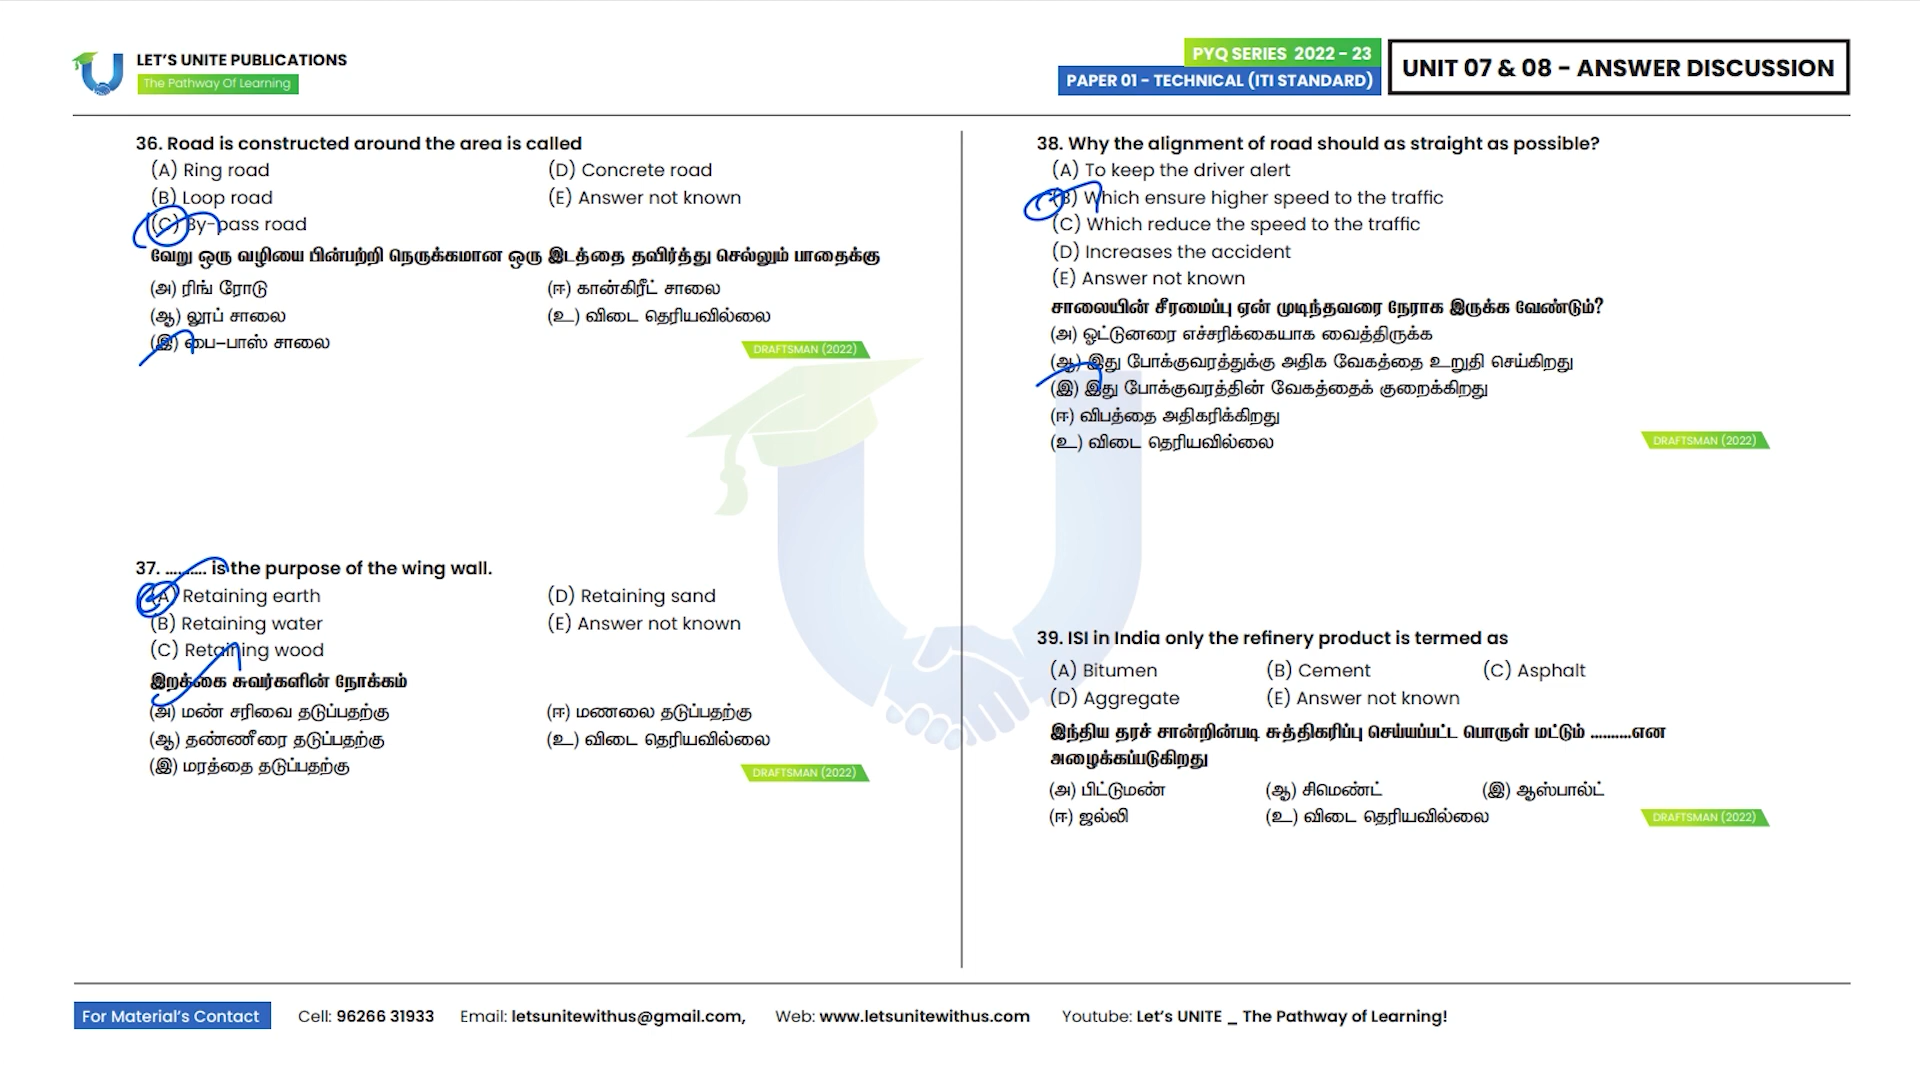 LET'S UNITE PUBLICATIONS
The Pathway Of Learning
PYQ SERIES 2022 - 23
PAPER 01 - TECHNICAL (ITI STANDARD)
UNIT 07 & 08 - ANSWER DISCUSSION
36. Road is constructed around the area is called
(A) Ring road
(D) Concrete road
(B) Loop road
(E) Answer not known
(C) By-pass road
வேறு ஒரு வழியை பின்பற்றி நெருக்கமான ஒரு இடத்தை தவிர்த்து செல்லும் பாதைக்கு
(அ) ரிங் ரோடு
(ஈ) கான்கிரீட் சாலை
(ஆ) லூப் சாலை
(உ) விடை தெரியவில்லை
(இ) பை-பாஸ் சாலை
DRAFTSMAN (2022)
37. .......... is the purpose of the wing wall.
(A) Retaining earth
(D) Retaining sand
(B) Retaining water
(E) Answer not known
(C) Retaining wood
இறக்கை சுவர்களின் நோக்கம்
(அ) மண் சரிவை தடுப்பதற்கு
(ஈ) மணலை தடுப்பதற்கு
(ஆ) தண்ணீரை தடுப்பதற்கு
(உ) விடை தெரியவில்லை
(இ) மரத்தை தடுப்பதற்கு
DRAFTSMAN (2022)
38. Why the alignment of road should as straight as possible?
(A) To keep the driver alert
(B) Which ensure higher speed to the traffic
(C) Which reduce the speed to the traffic
(D) Increases the accident
(E) Answer not known
சாலையின் சீரமைப்பு ஏன் முடிந்தவரை நேராக இருக்க வேண்டும்?
(அ) ஓட்டுனரை எச்சரிக்கையாக வைத்திருக்க
(ஆ) இது போக்குவரத்துக்கு அதிக வேகத்தை உறுதி செய்கிறது
(இ) இது போக்குவரத்தின் வேகத்தைக் குறைக்கிறது
(ஈ) விபத்தை அதிகரிக்கிறது
(உ) விடை தெரியவில்லை
DRAFTSMAN (2022)
39. ISI in India only the refinery product is termed as
(A) Bitumen (B) Cement (C) Asphalt
(D) Aggregate (E) Answer not known
இந்திய தரச் சான்றின்படி சுத்திகரிப்பு செய்யப்பட்ட பொருள் மட்டும் ..........என
அழைக்கப்படுகிறது
(அ) பிட்டுமண் (ஆ) சிமெண்ட் (இ) ஆஸ்பால்ட்
(ஈ) ஜல்லி (உ) விடை தெரியவில்லை
DRAFTSMAN (2022)
For Material's Contact Cell: 96266 31933 Email: letsunitewithus@gmail.com, Web: www.letsunitewithus.com Youtube: Let's UNITE _ The Pathway of Learning!